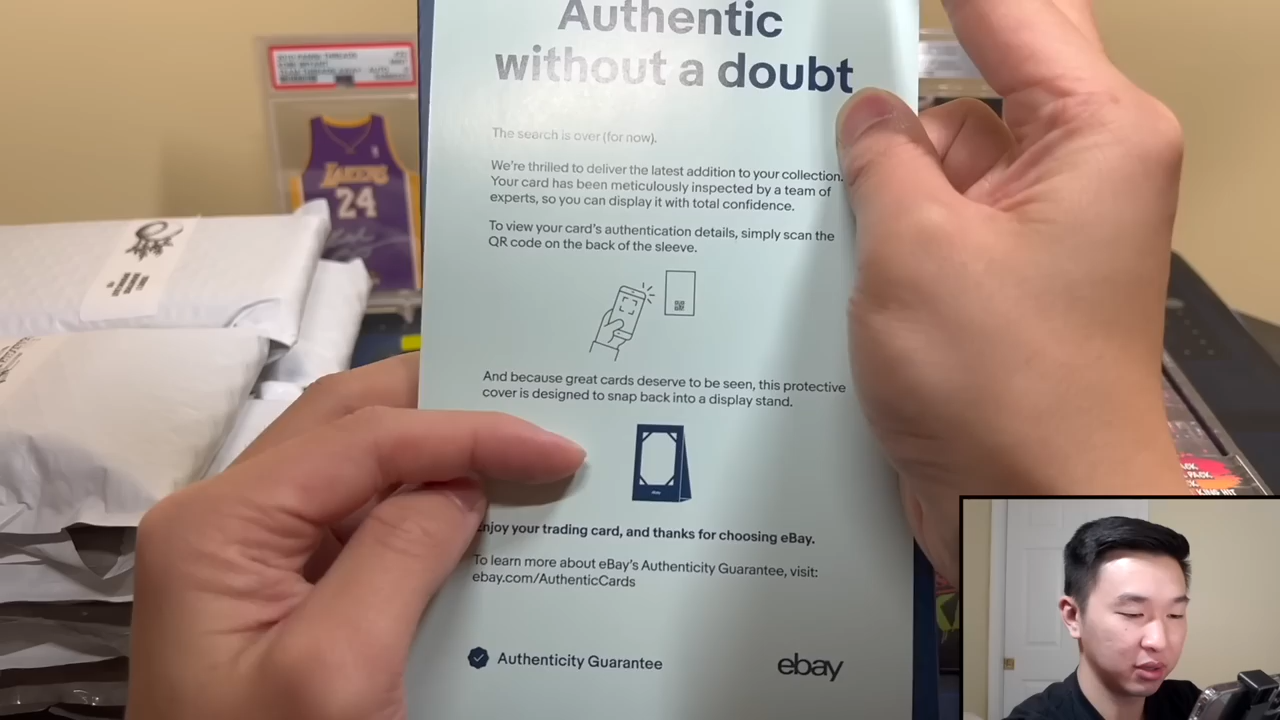 Authentic
without a doubt
The search is over (for now).
We're thrilled to deliver the latest addition to your collection.
Your card has been meticulously inspected by a team of
experts, so you can display it with total confidence.
To view your card's authentication details, simply scan the
QR code on the back of the sleeve.
And because great cards deserve to be seen, this protective
cover is designed to snap back into a display stand.
Enjoy your trading card, and thanks for choosing eBay.
To learn more about eBay's Authenticity Guarantee, visit:
ebay.com/AuthenticCards
Authenticity Guarantee
ebay
LAKERS
24